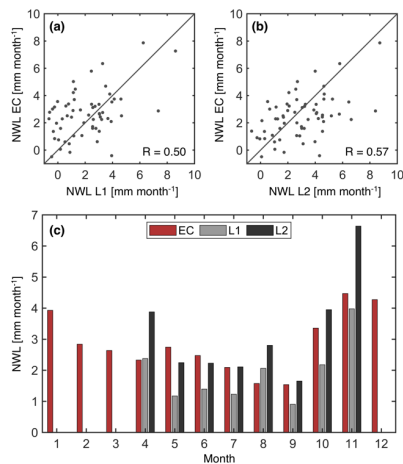 (a)
10
8
6
4
2
0
NWL EC [mm month⁻¹]
R = 0.50
0 2 4 6 8 10
NWL L1 [mm month⁻¹]
(b)
10
8
6
4
2
0
NWL EC [mm month⁻¹]
R = 0.57
0 2 4 6 8 10
NWL L2 [mm month⁻¹]
(c)
EC L1 L2
7
6
5
4
3
2
1
0
NWL [mm month⁻¹]
1 2 3 4 5 6 7 8 9 10 11 12
Month